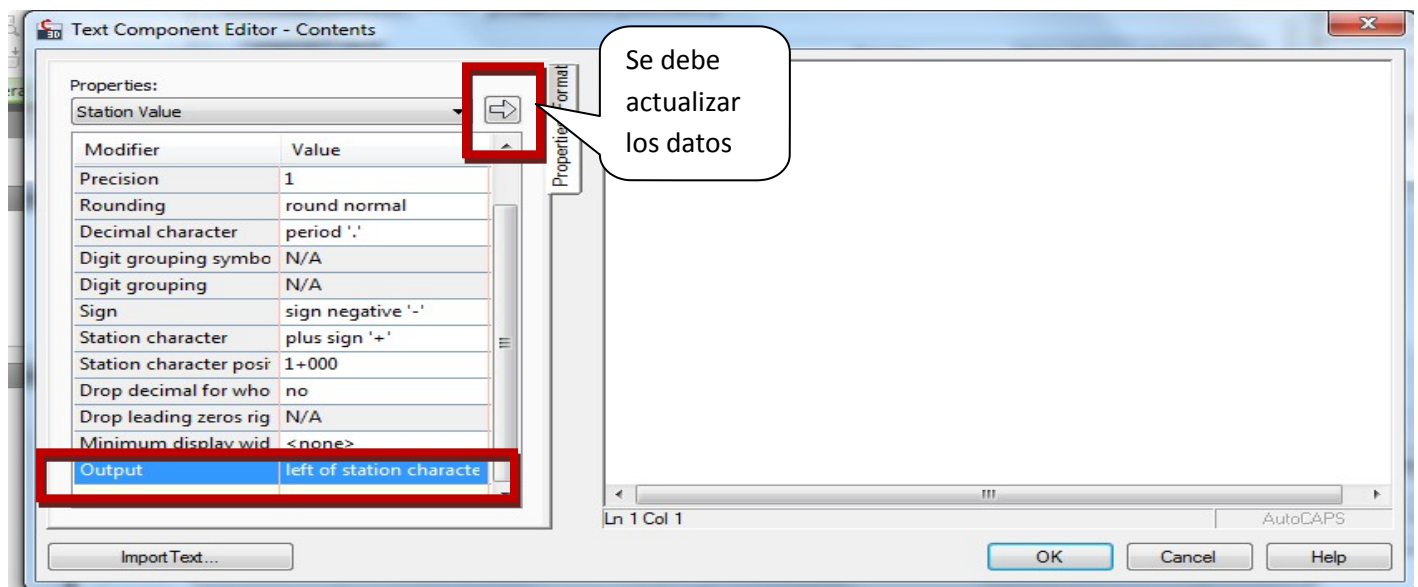 Text Component Editor - Contents
Se debe
actualizar
los datos
Properties:
Station Value
Modifier Value
Precision 1
Rounding round normal
Decimal character period '.'
Digit grouping symbo N/A
Digit grouping N/A
Sign sign negative '-'
Station character plus sign '+'
Station character posit 1+000
Drop decimal for who no
Drop leading zeros rig N/A
Minimum display wid <none>
Output left of station characte
Properties
Format
Ln 1 Col 1
AutoCAPS
Import Text...
OK
Cancel
Help